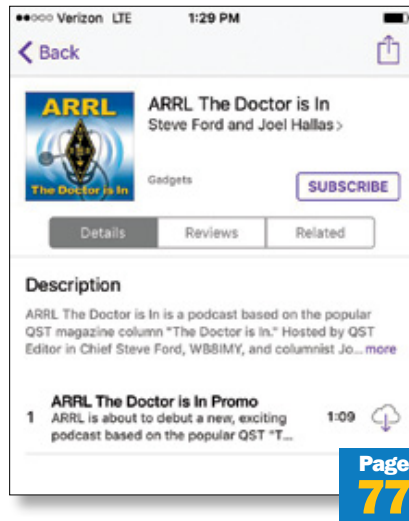 Verizon LTE 1:29 PM
Back
ARRL
The Doctor is In
ARRL The Doctor is In
Steve Ford and Joel Hallas>
Gadgets
SUBSCRIBE
Details Reviews Related
Description
ARRL The Doctor is In is a podcast based on the popular
QST magazine column "The Doctor is In." Hosted by QST
Editor in Chief Steve Ford, WB8IMY, and columnist Jo... more
ARRL The Doctor is In Promo
1 ARRL is about to debut a new, exciting 1:09
podcast based on the popular QST "T...
Page
77